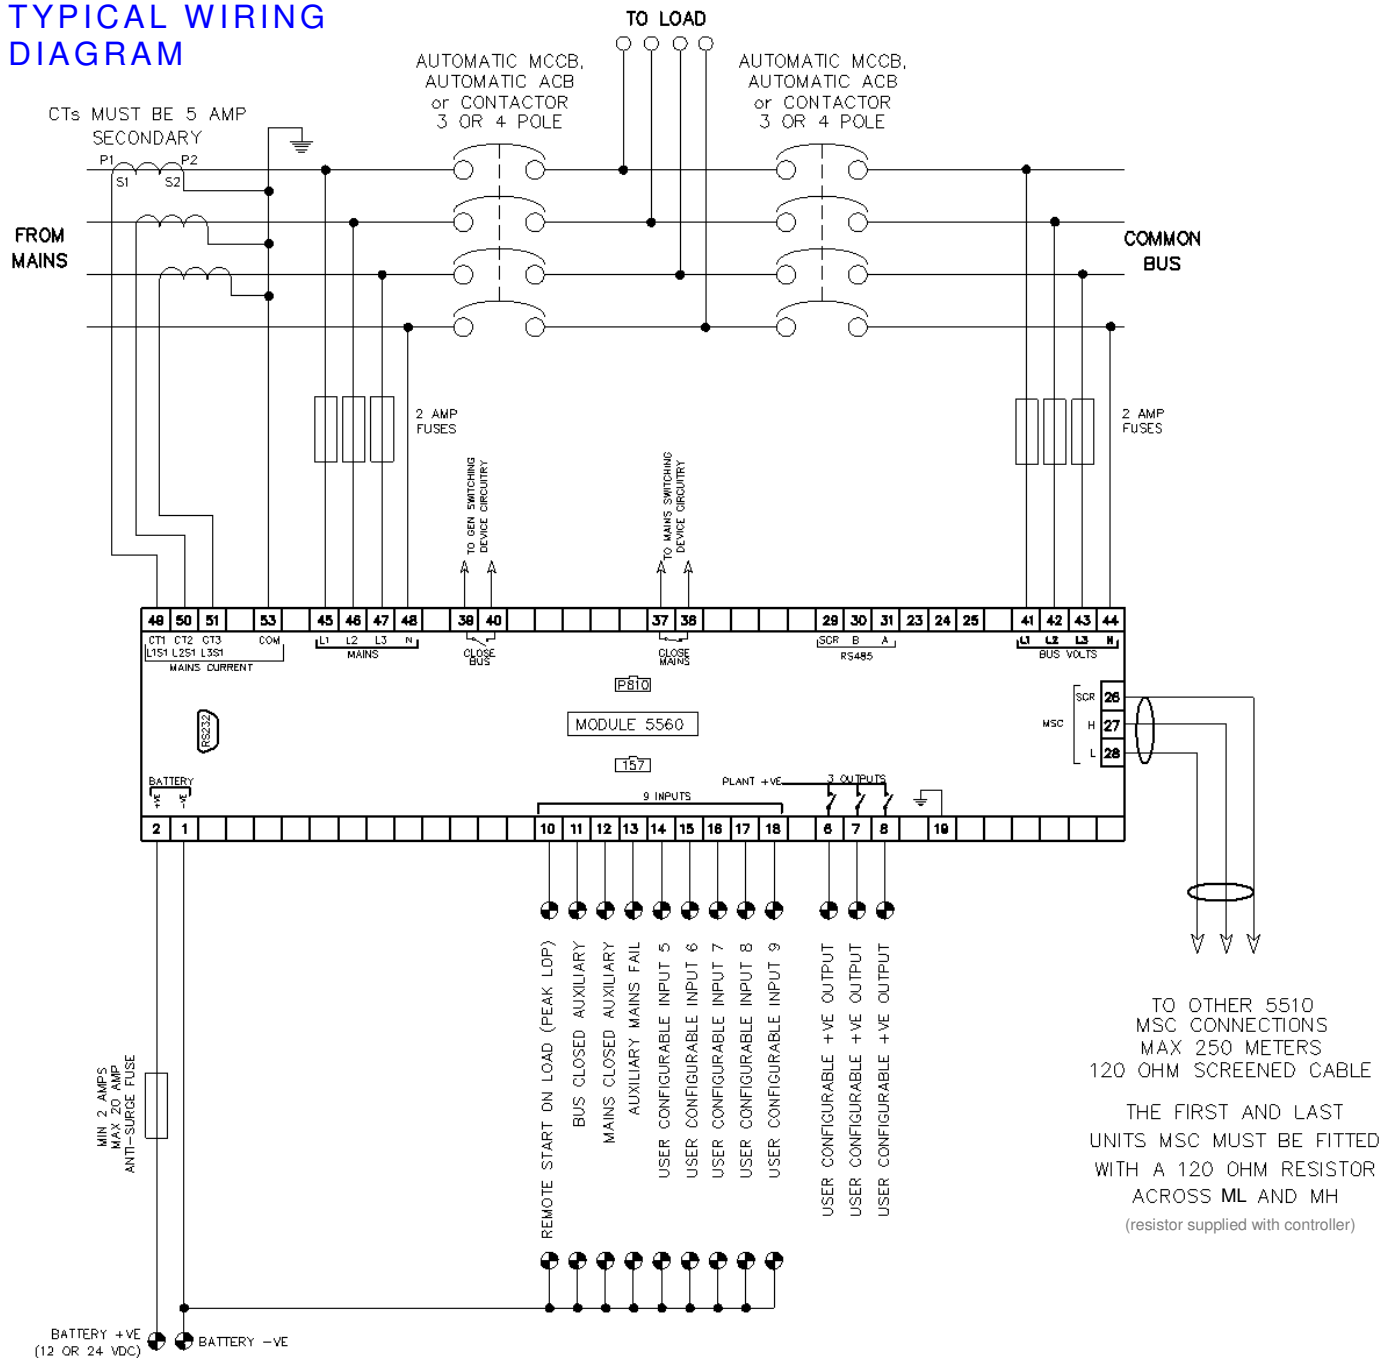 TYPICAL WIRING
DIAGRAM
TO LOAD
AUTOMATIC MCCB,
AUTOMATIC ACB
or CONTACTOR
3 OR 4 POLE
AUTOMATIC MCCB,
AUTOMATIC ACB
or CONTACTOR
3 OR 4 POLE
CTs MUST BE 5 AMP
SECONDARY
P1 P2
S1 S2
FROM
MAINS
COMMON
BUS
2 AMP
FUSES
2 AMP
FUSES
TO GEN SWITCHING
DEVICE CIRCUITRY
TO MAINS SWITCHING
DEVICE CIRCUITRY
49 50 51 53 45 46 47 48 39 40 37 38 29 30 31 23 24 25 41 42 43 44
CT1 CT2 CT3 COM L1 L2 L3 N SCR B A L1 L2 L3 N
L1S1 L2S1 L3S1
MAINS CURRENT
MAINS
CLOSE
BUS
CLOSE
MAINS
RS485
BUS VOLTS
P810
RS232
MODULE 5560
157
MSC
SCR 26
H 27
L 28
BATTERY
+VE
-VE
9 INPUTS
PLANT +VE
3 OUTPUTS
2 1 10 11 12 13 14 15 16 17 18 6 7 8 19
REMOTE START ON LOAD (PEAK LOP)
BUS CLOSED AUXILIARY
MAINS CLOSED AUXILIARY
AUXILIARY MAINS FAIL
USER CONFIGURABLE INPUT 5
USER CONFIGURABLE INPUT 6
USER CONFIGURABLE INPUT 7
USER CONFIGURABLE INPUT 8
USER CONFIGURABLE INPUT 9
USER CONFIGURABLE +VE OUTPUT
USER CONFIGURABLE +VE OUTPUT
USER CONFIGURABLE +VE OUTPUT
TO OTHER 5510
MSC CONNECTIONS
MAX 250 METERS
120 OHM SCREENED CABLE
THE FIRST AND LAST
UNITS MSC MUST BE FITTED
WITH A 120 OHM RESISTOR
ACROSS ML AND MH
(resistor supplied with controller)
MIN 2 AMPS
MAX 20 AMP
ANTI-SURGE FUSE
BATTERY +VE
(12 OR 24 VDC)
BATTERY -VE